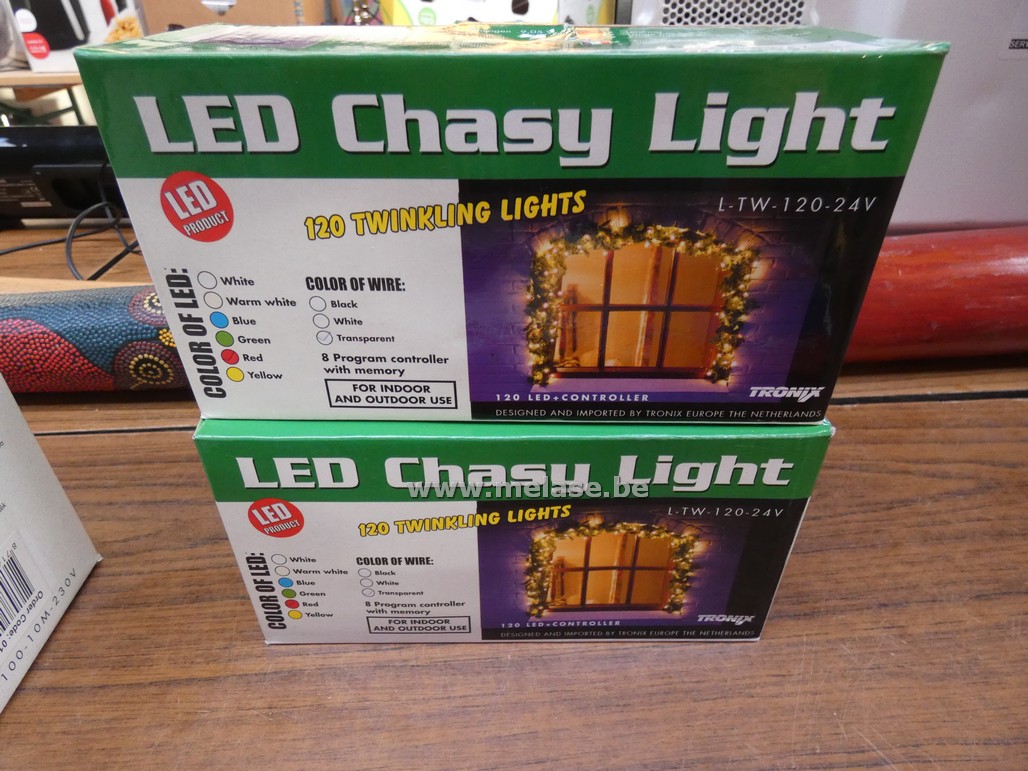 LED Chasy Light
LED
PRODUCT
120 TWINKLING LIGHTS
L-TW-120-24V
COLOR OF LED:
White
Warm white
Blue
Green
Red
Yellow
COLOR OF WIRE:
Black
White
Transparent
8 Program controller
with memory
FOR INDOOR
AND OUTDOOR USE
120 LED+CONTROLLER
TRONIX
DESIGNED AND IMPORTED BY TRONIX EUROPE THE NETHERLANDS
LED Chasy Light
www.melase.be
LED
PRODUCT
120 TWINKLING LIGHTS
L-TW-120-24V
COLOR OF LED:
White
Warm white
Blue
Green
Red
Yellow
COLOR OF WIRE:
Black
White
Transparent
8 Program controller
with memory
FOR INDOOR
AND OUTDOOR USE
120 LED+CONTROLLER
TRONIX
DESIGNED AND IMPORTED BY TRONIX EUROPE THE NETHERLANDS
Order Code: 01
100-10M-230V